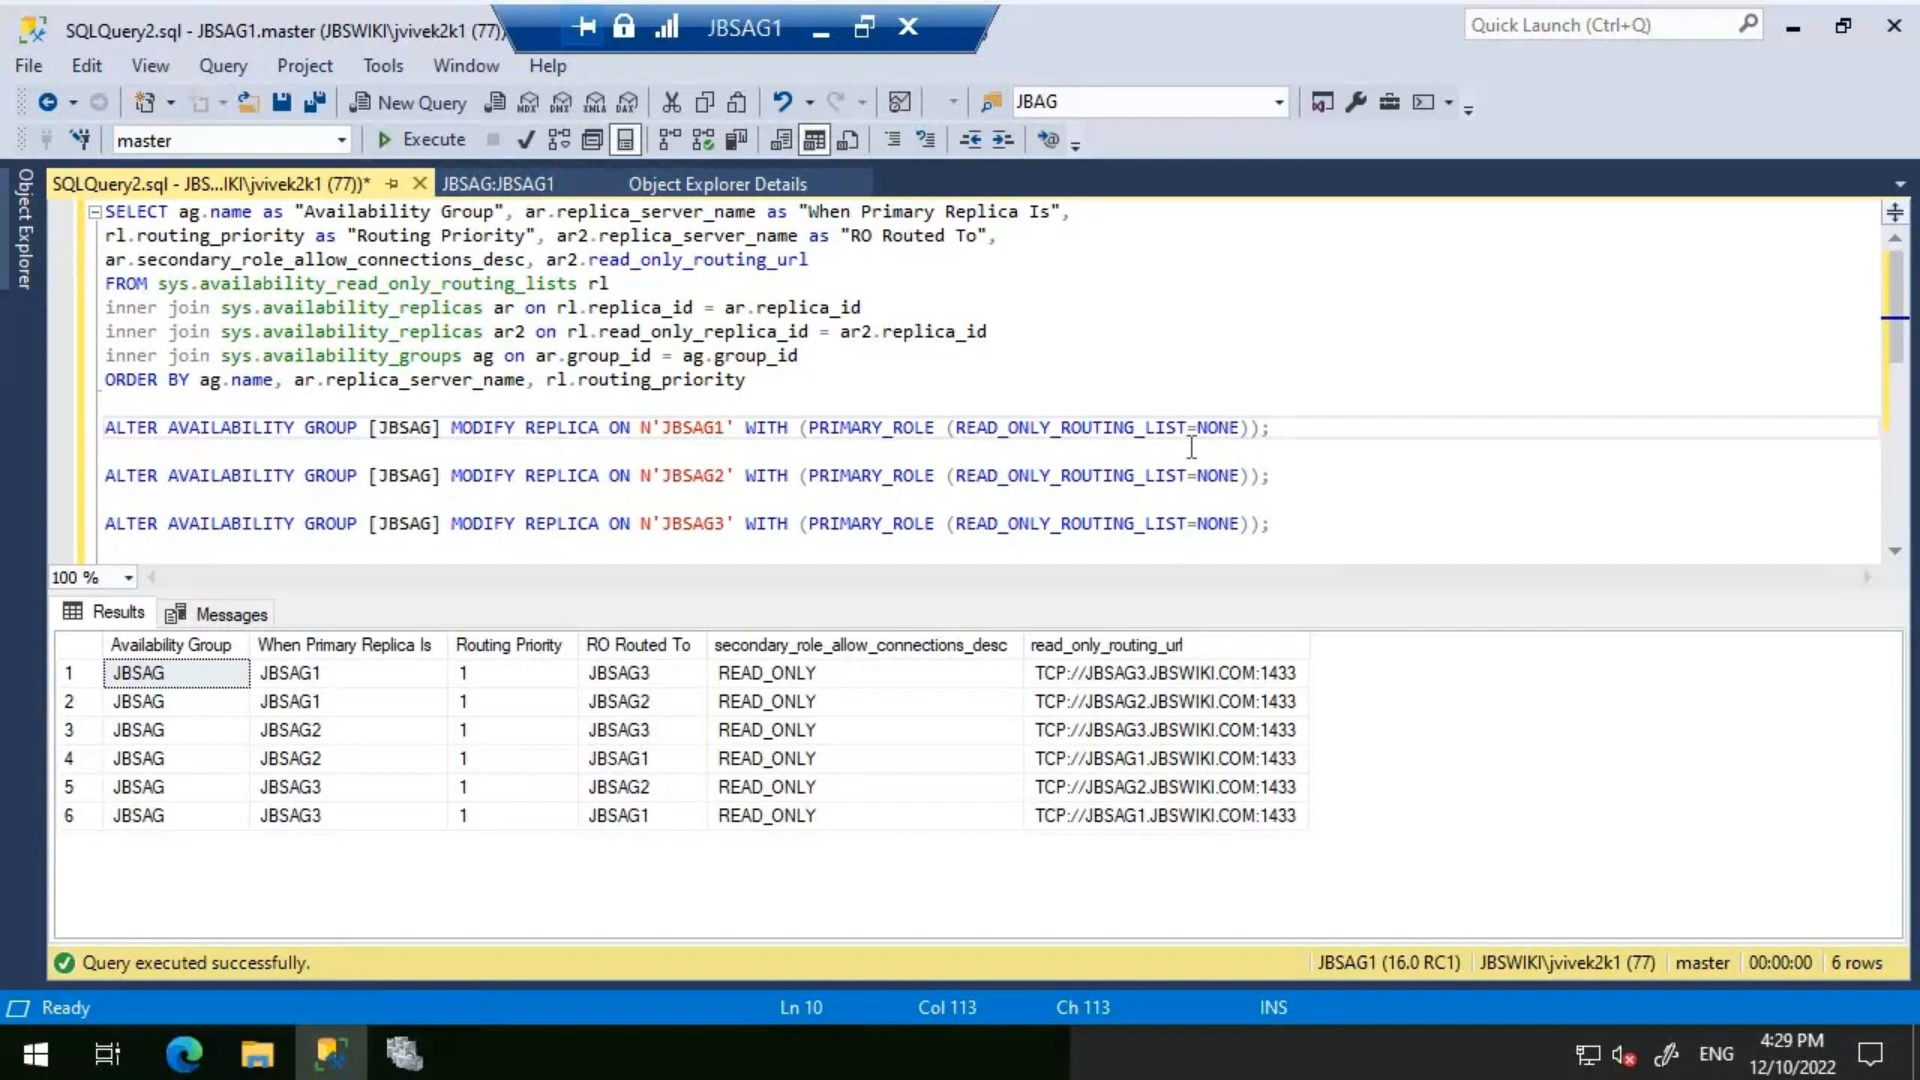 SQLQuery2.sql - JBSAG1.master (JBSWIKI\jvivek2k1 (77))
JBSAG1
Quick Launch (Ctrl+Q)
File Edit View Query Project Tools Window Help
New Query MDX DMX XMLA DAX JBAG
master Execute
Object Explorer
SQLQuery2.sql - JBS...IKI\jvivek2k1 (77))* JBSAG:JBSAG1 Object Explorer Details
SELECT ag.name as "Availability Group", ar.replica_server_name as "When Primary Replica Is",
rl.routing_priority as "Routing Priority", ar2.replica_server_name as "RO Routed To",
ar.secondary_role_allow_connections_desc, ar2.read_only_routing_url
FROM sys.availability_read_only_routing_lists rl
inner join sys.availability_replicas ar on rl.replica_id = ar.replica_id
inner join sys.availability_replicas ar2 on rl.read_only_replica_id = ar2.replica_id
inner join sys.availability_groups ag on ar.group_id = ag.group_id
ORDER BY ag.name, ar.replica_server_name, rl.routing_priority
ALTER AVAILABILITY GROUP [JBSAG] MODIFY REPLICA ON N'JBSAG1' WITH (PRIMARY_ROLE (READ_ONLY_ROUTING_LIST=NONE));
ALTER AVAILABILITY GROUP [JBSAG] MODIFY REPLICA ON N'JBSAG2' WITH (PRIMARY_ROLE (READ_ONLY_ROUTING_LIST=NONE));
ALTER AVAILABILITY GROUP [JBSAG] MODIFY REPLICA ON N'JBSAG3' WITH (PRIMARY_ROLE (READ_ONLY_ROUTING_LIST=NONE));
100 %
Results Messages
Availability Group When Primary Replica Is Routing Priority RO Routed To secondary_role_allow_connections_desc read_only_routing_url
1 JBSAG JBSAG1 1 JBSAG3 READ_ONLY TCP://JBSAG3.JBSWIKI.COM:1433
2 JBSAG JBSAG1 1 JBSAG2 READ_ONLY TCP://JBSAG2.JBSWIKI.COM:1433
3 JBSAG JBSAG2 1 JBSAG3 READ_ONLY TCP://JBSAG3.JBSWIKI.COM:1433
4 JBSAG JBSAG2 1 JBSAG1 READ_ONLY TCP://JBSAG1.JBSWIKI.COM:1433
5 JBSAG JBSAG3 1 JBSAG2 READ_ONLY TCP://JBSAG2.JBSWIKI.COM:1433
6 JBSAG JBSAG3 1 JBSAG1 READ_ONLY TCP://JBSAG1.JBSWIKI.COM:1433
Query executed successfully. JBSAG1 (16.0 RC1) JBSWIKI\jvivek2k1 (77) master 00:00:00 6 rows
Ready Ln 10 Col 113 Ch 113 INS
ENG 4:29 PM
12/10/2022